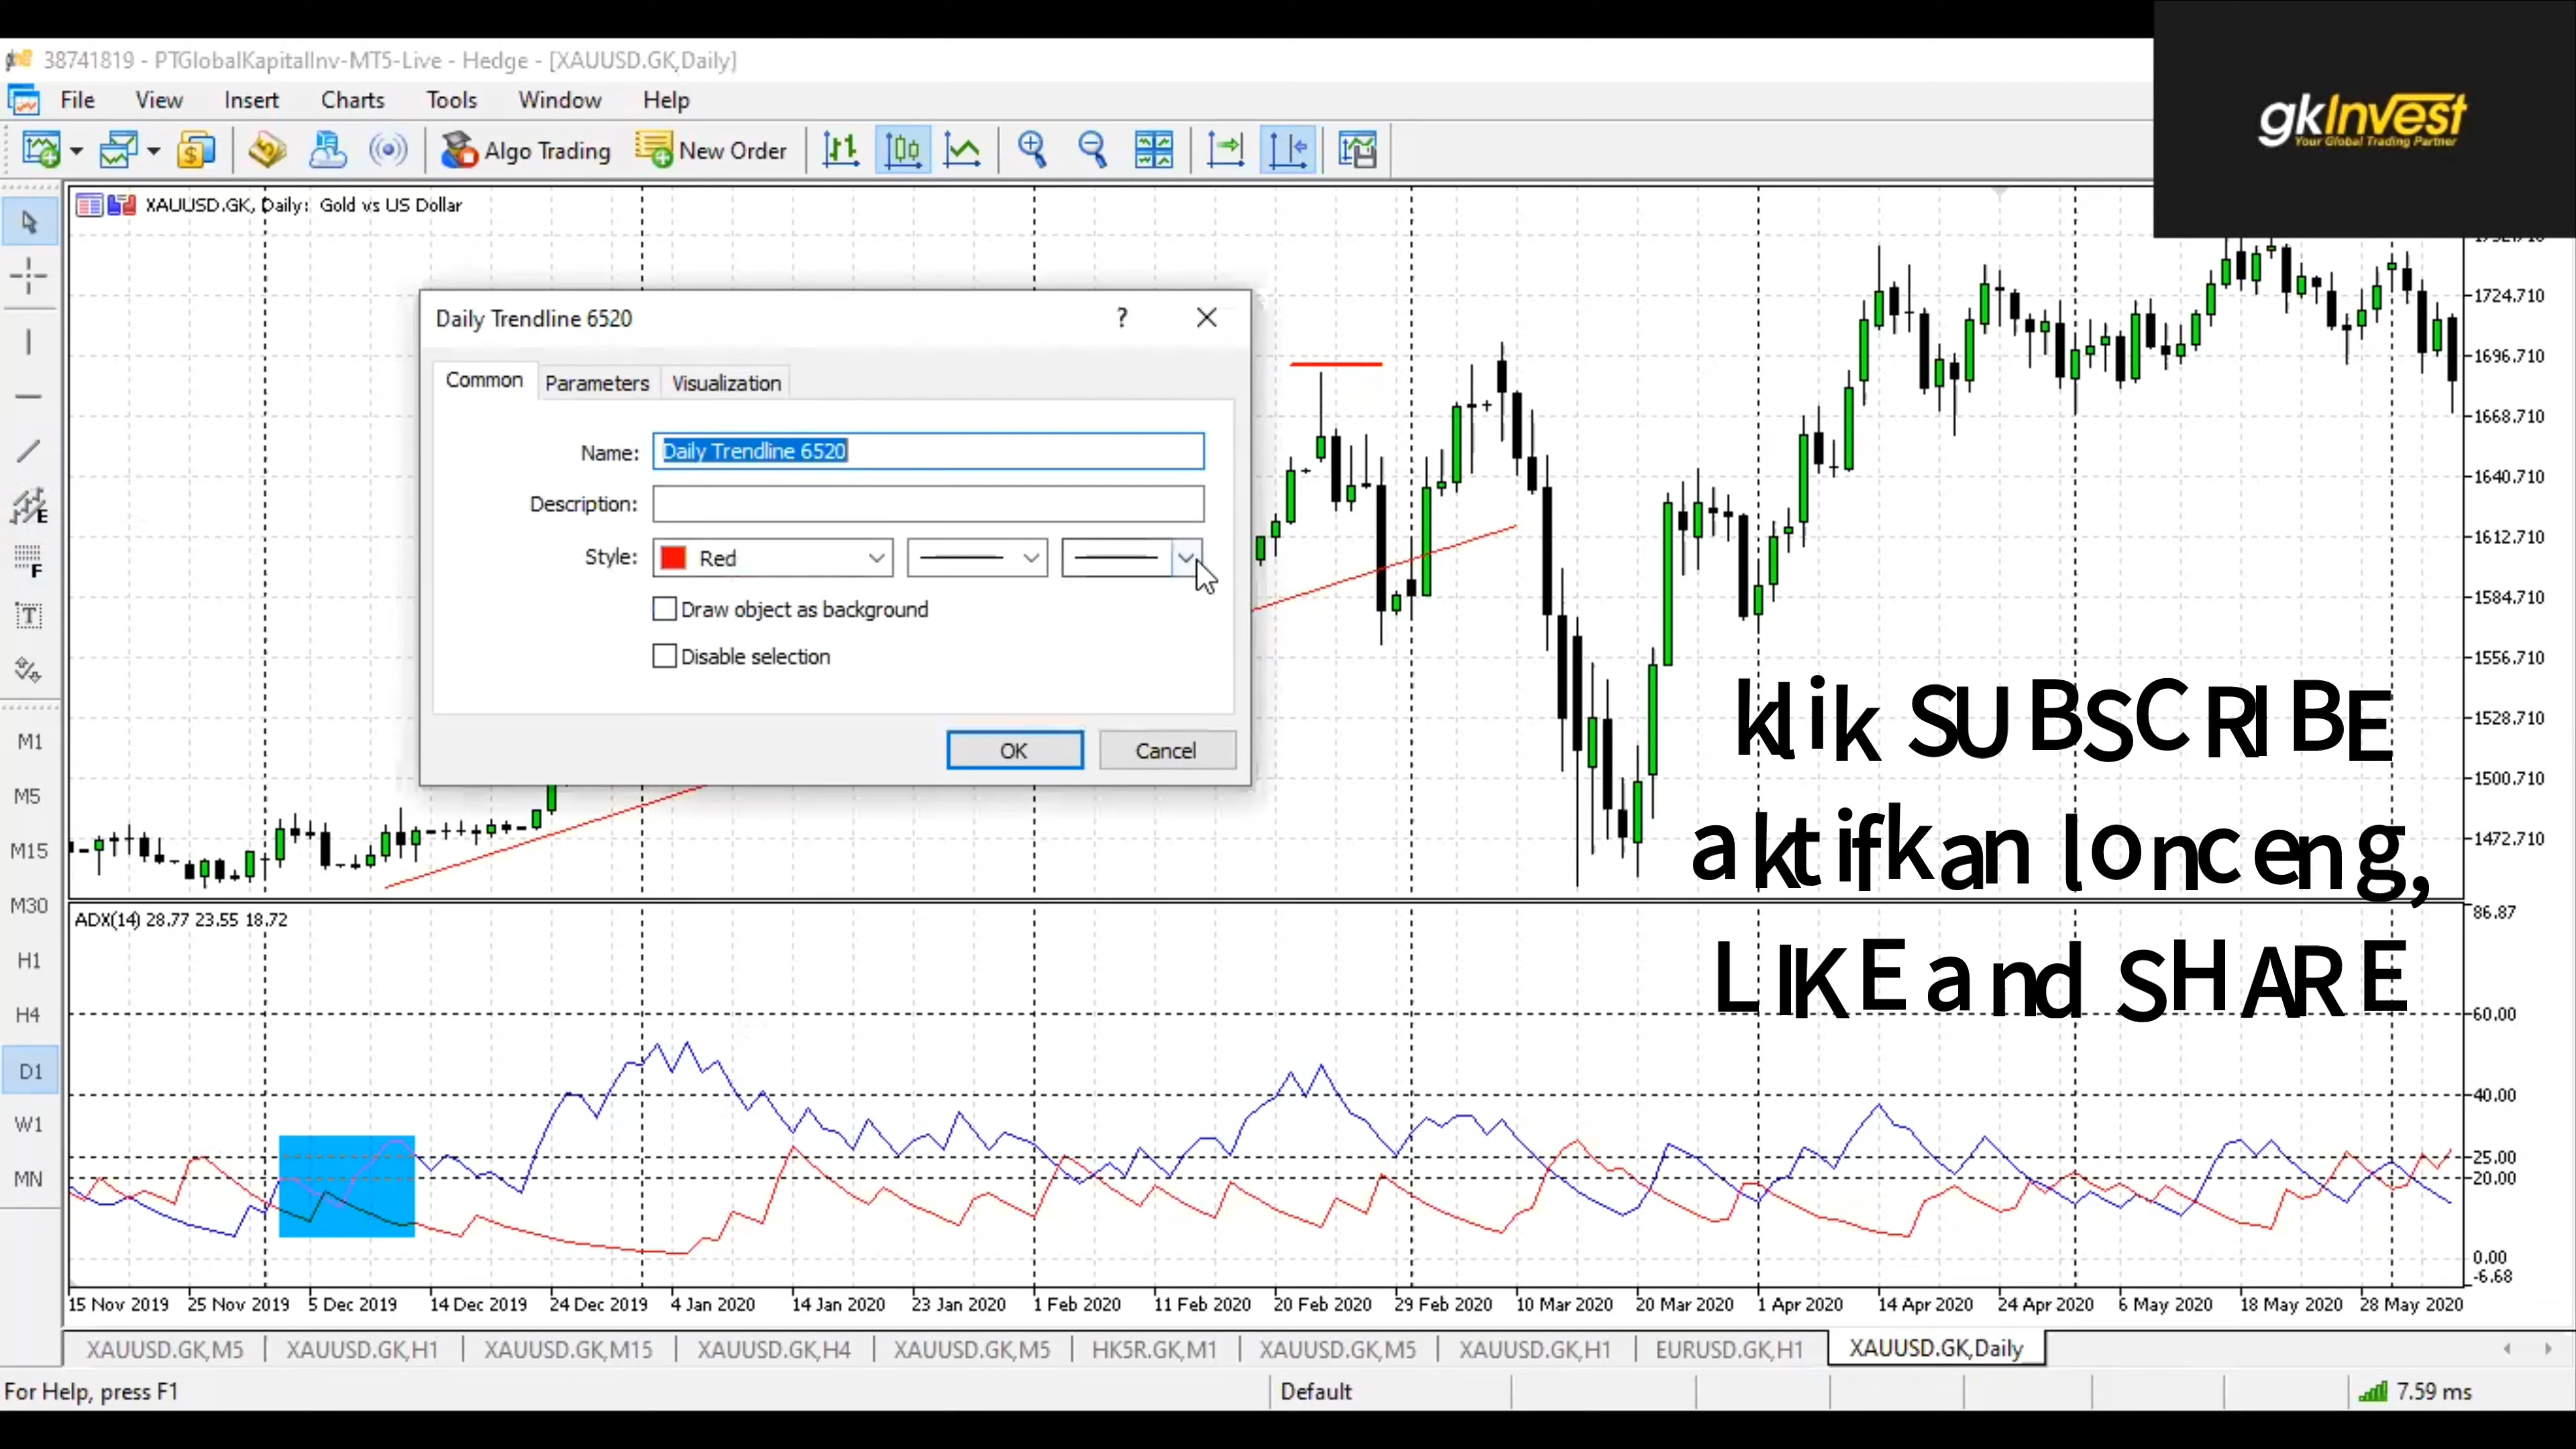 38741819 - PTGlobalKapitalInv-MT5-Live - Hedge - [XAUUSD.GK,Daily]
gkInvest
Your Global Trading Partner
File View Insert Charts Tools Window Help
Algo Trading New Order
XAUUSD.GK, Daily: Gold vs US Dollar
Daily Trendline 6520
?
Common Parameters Visualization
Name: Daily Trendline 6520
Description:
Style: Red
Draw object as background
Disable selection
OK Cancel
1724.710
1696.710
1668.710
1640.710
1612.710
1584.710
1556.710
1528.710
1500.710
1472.710
klik SUBSCRIBE
aktifkan lonceng,
LIKE and SHARE
E
F
T
M1
M5
M15
M30
H1
H4
D1
W1
MN
ADX(14) 28.77 23.55 18.72
86.87
60.00
40.00
25.00
20.00
0.00
-6.68
15 Nov 2019 25 Nov 2019 5 Dec 2019 14 Dec 2019 24 Dec 2019 4 Jan 2020 14 Jan 2020 23 Jan 2020 1 Feb 2020 11 Feb 2020 20 Feb 2020 29 Feb 2020 10 Mar 2020 20 Mar 2020 1 Apr 2020 14 Apr 2020 24 Apr 2020 6 May 2020 18 May 2020 28 May 2020
XAUUSD.GK,M5 XAUUSD.GK,H1 XAUUSD.GK,M15 XAUUSD.GK,H4 XAUUSD.GK,M5 HK5R.GK,M1 XAUUSD.GK,M5 XAUUSD.GK,H1 EURUSD.GK,H1 XAUUSD.GK,Daily
For Help, press F1 Default 7.59 ms